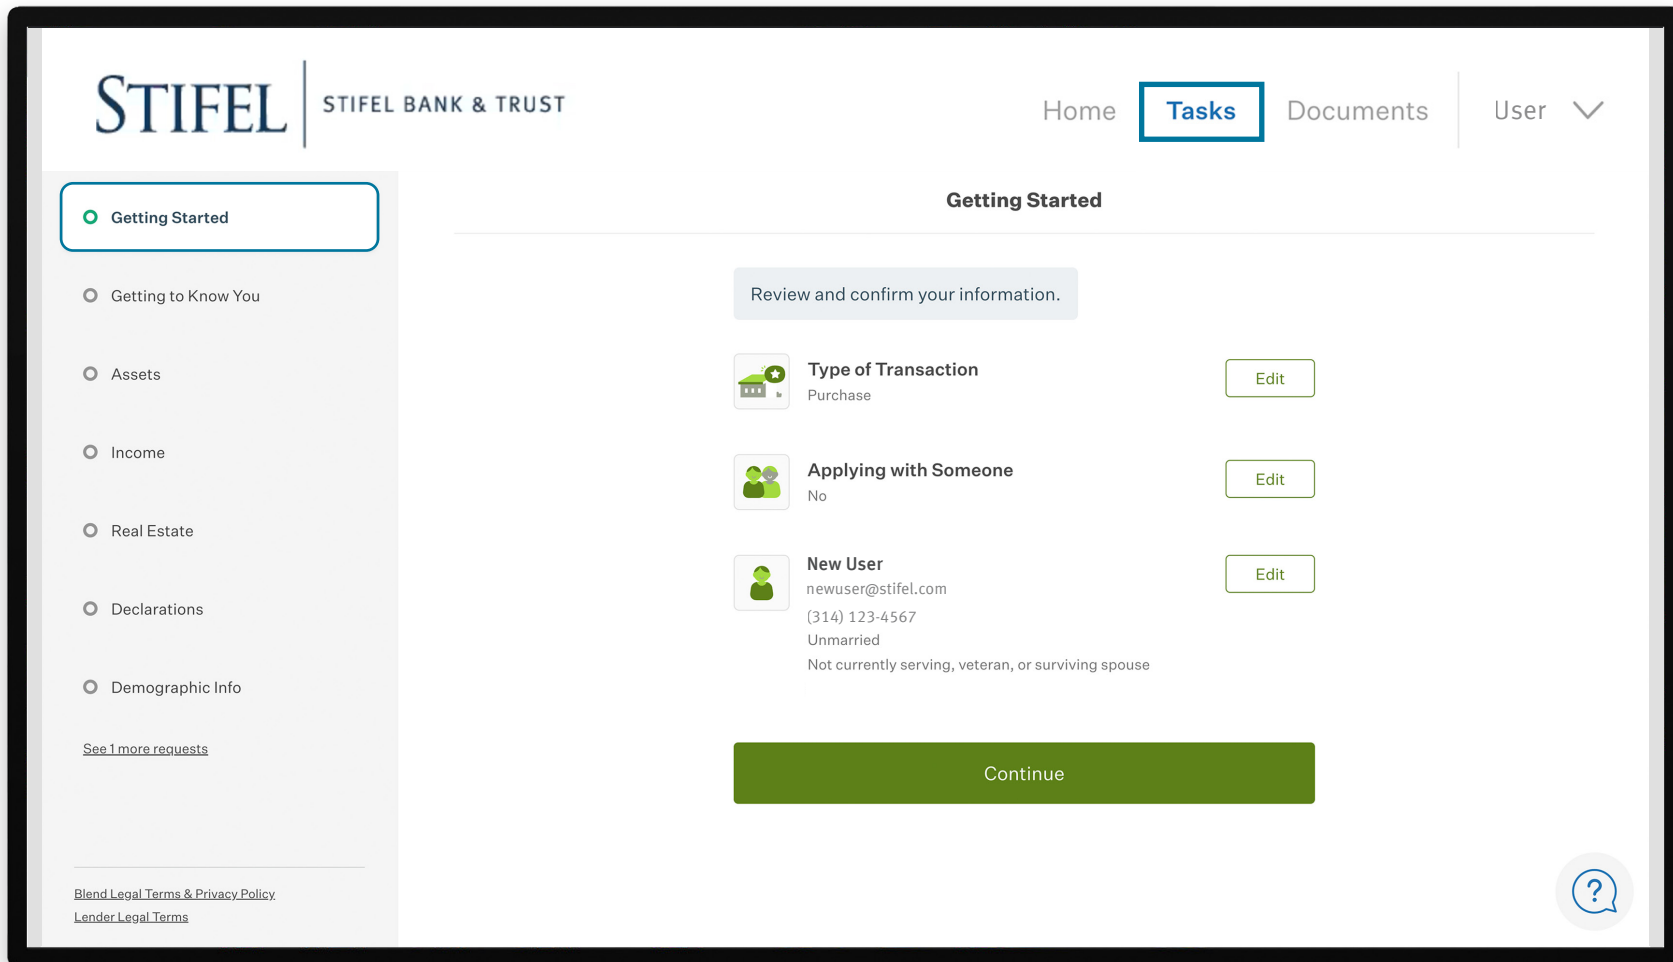 STIFEL STIFEL BANK & TRUST
Home Tasks Documents User
Getting Started
Getting to Know You
Assets
Income
Real Estate
Declarations
Demographic Info
See 1 more requests
Blend Legal Terms & Privacy Policy
Lender Legal Terms
Getting Started
Review and confirm your information.
Type of Transaction
Purchase
Edit
Applying with Someone
No
Edit
New User
newuser@stifel.com
(314) 123-4567
Unmarried
Not currently serving, veteran, or surviving spouse
Edit
Continue
?